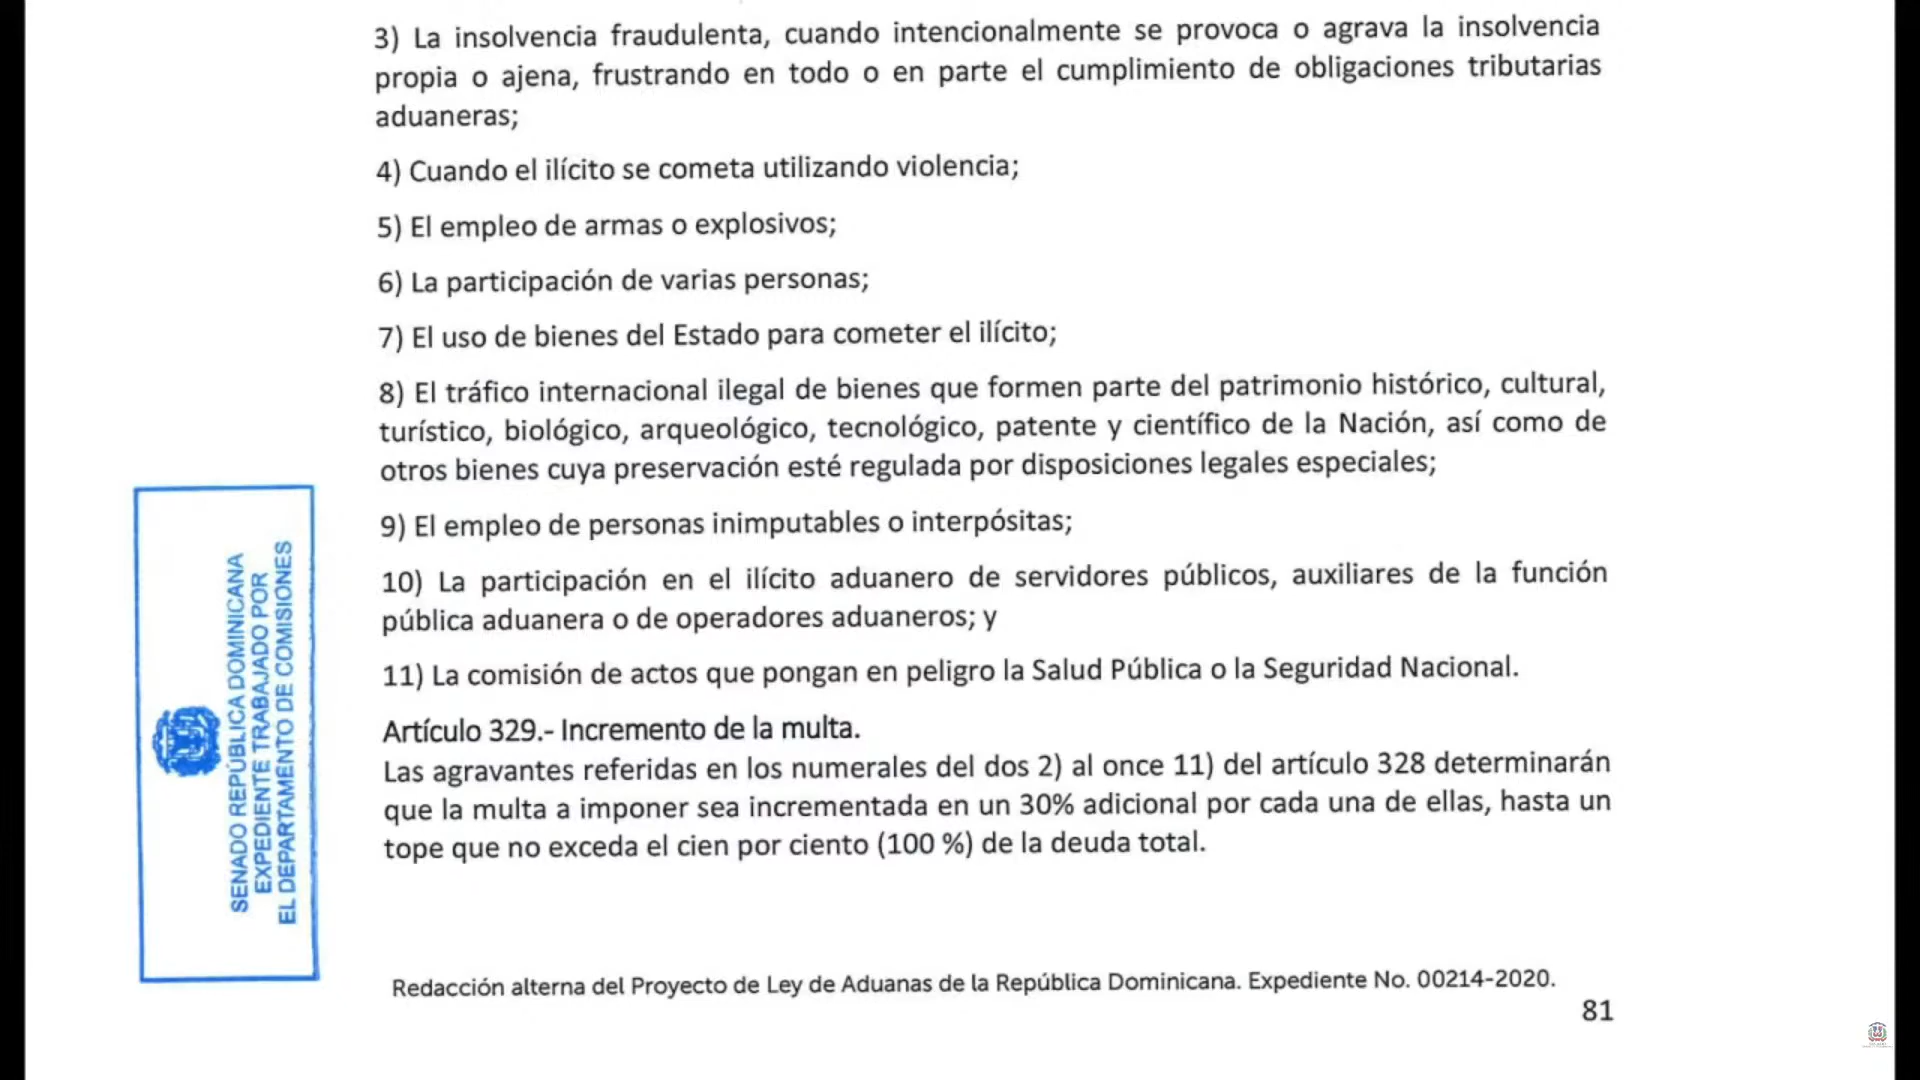 3) La insolvencia fraudulenta, cuando intencionalmente se provoca o agrava la insolvencia
propia o ajena, frustrando en todo o en parte el cumplimiento de obligaciones tributarias
aduaneras;
4) Cuando el ilícito se cometa utilizando violencia;
5) El empleo de armas o explosivos;
6) La participación de varias personas;
7) El uso de bienes del Estado para cometer el ilícito;
8) El tráfico internacional ilegal de bienes que formen parte del patrimonio histórico, cultural,
turístico, biológico, arqueológico, tecnológico, patente y científico de la Nación, así como de
otros bienes cuya preservación esté regulada por disposiciones legales especiales;
9) El empleo de personas inimputables o interpósitas;
10) La participación en el ilícito aduanero de servidores públicos, auxiliares de la función
pública aduanera o de operadores aduaneros; y
11) La comisión de actos que pongan en peligro la Salud Pública o la Seguridad Nacional.
Artículo 329.- Incremento de la multa.
Las agravantes referidas en los numerales del dos 2) al once 11) del artículo 328 determinarán
que la multa a imponer sea incrementada en un 30% adicional por cada una de ellas, hasta un
tope que no exceda el cien por ciento (100 %) de la deuda total.
SENADO REPÚBLICA DOMINICANA
EXPEDIENTE TRABAJADO POR
EL DEPARTAMENTO DE COMISIONES
Redacción alterna del Proyecto de Ley de Aduanas de la República Dominicana. Expediente No. 00214-2020.
81